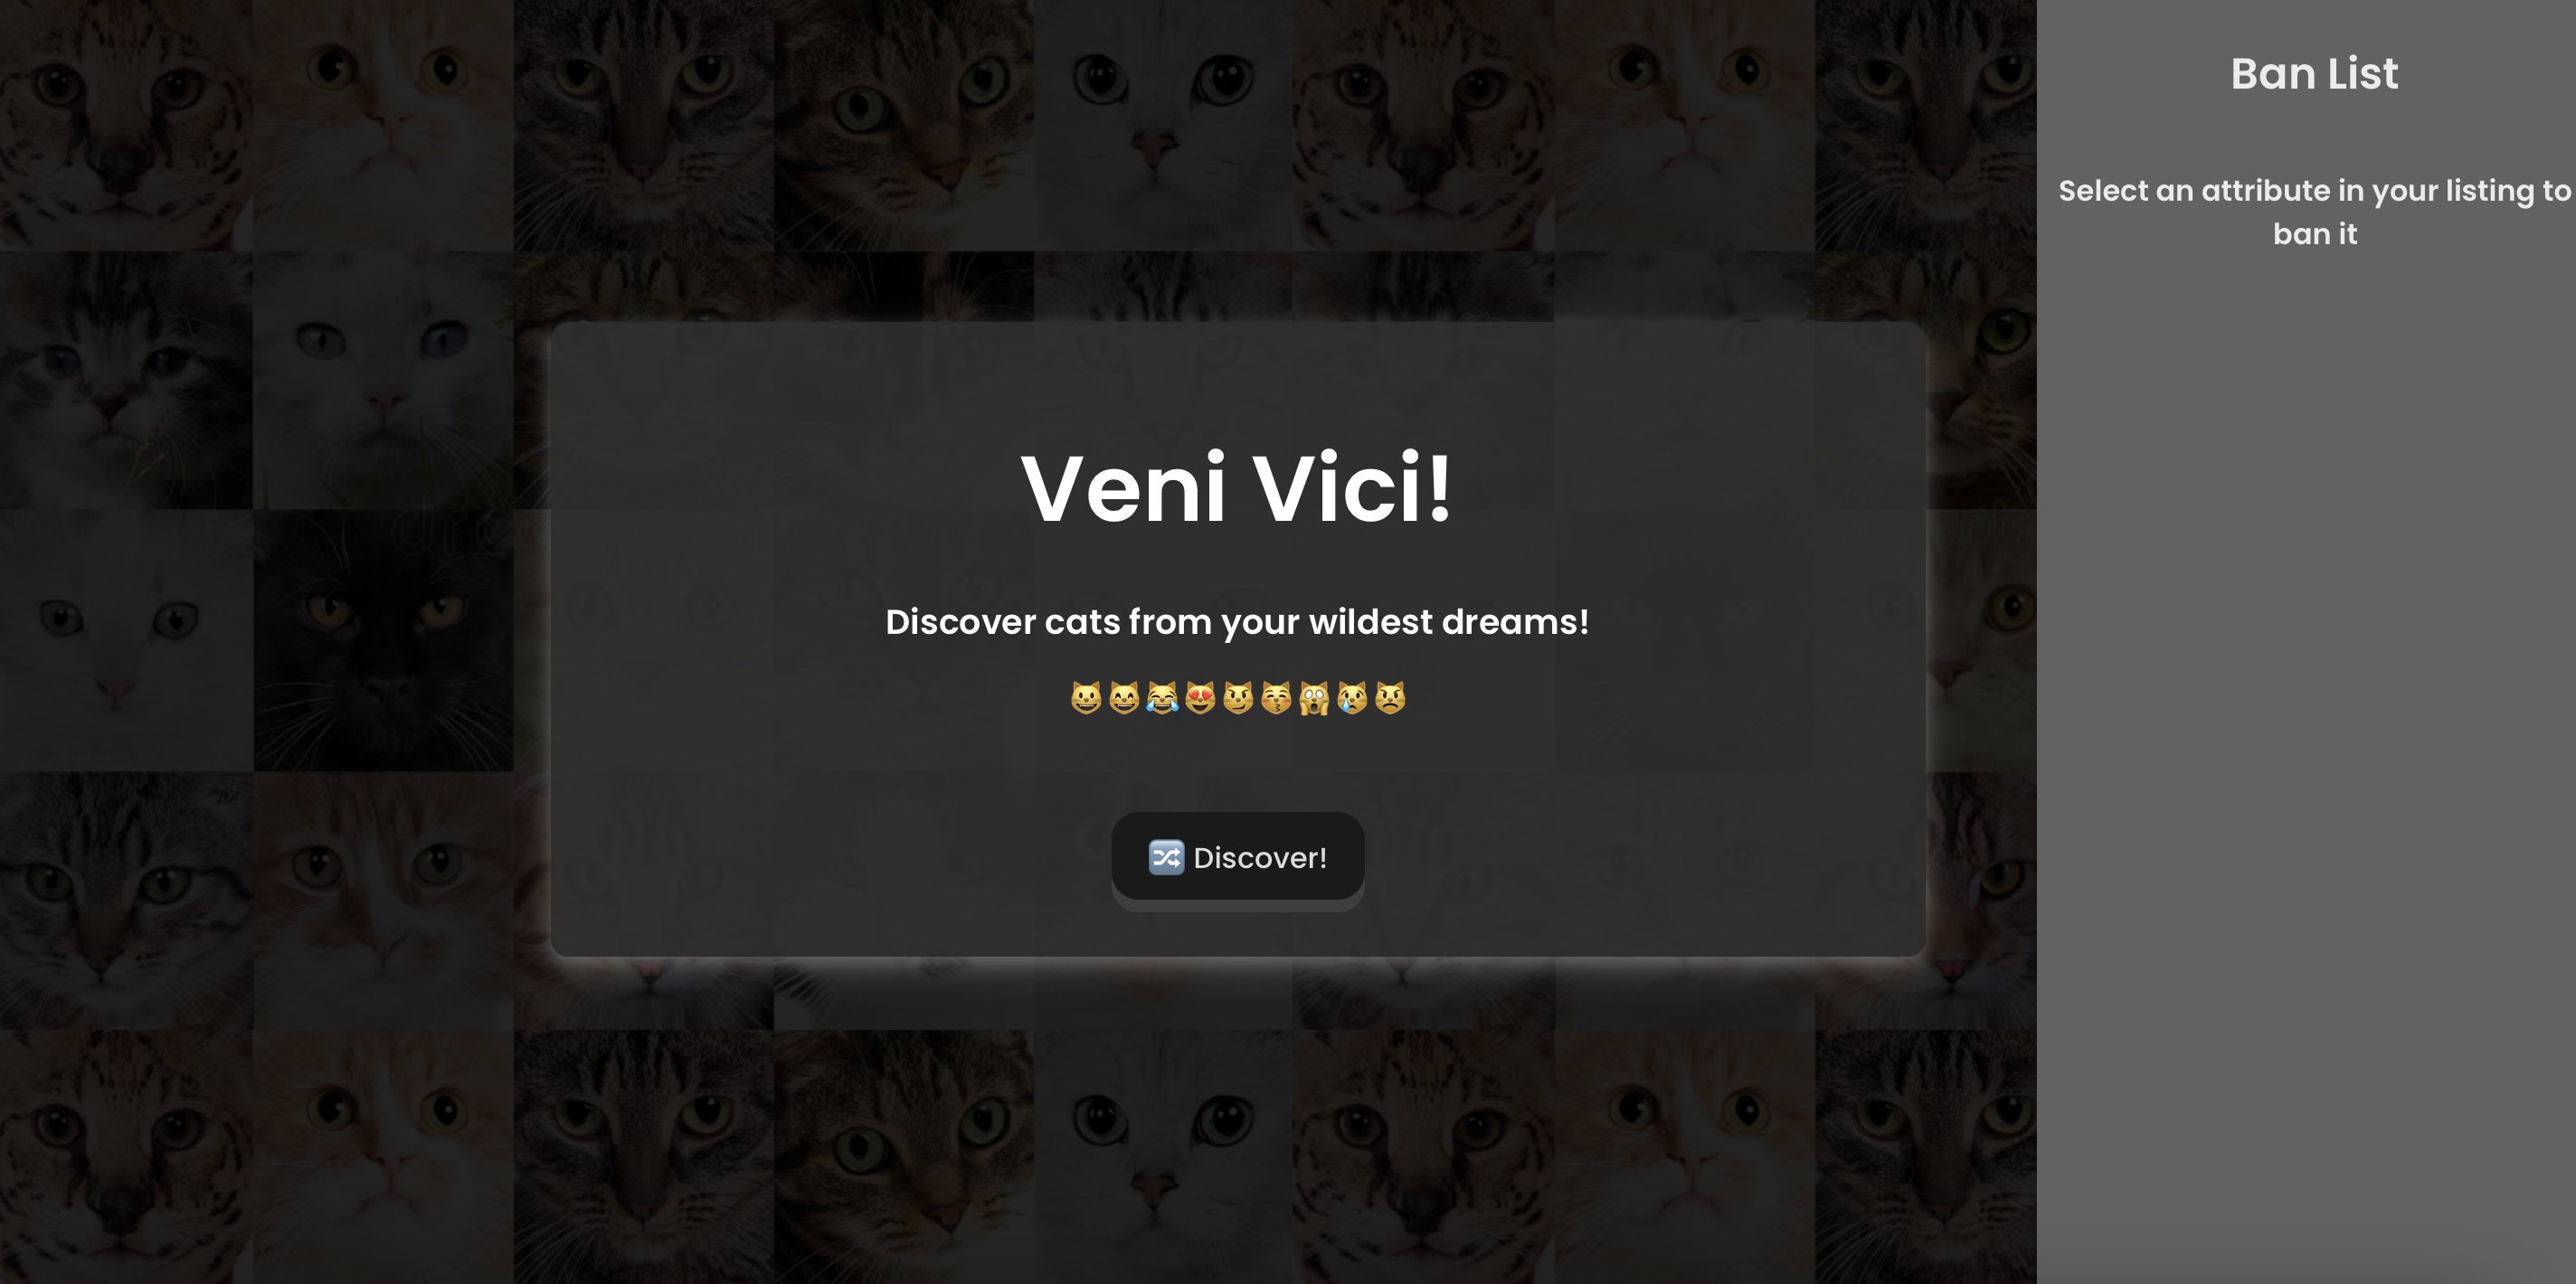 Veni Vici!
Discover cats from your wildest dreams!
😺😸😹😻😼😽🙀😿😾
🔀 Discover!
Ban List
Select an attribute in your listing to
ban it